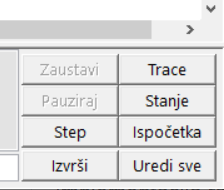 Zaustavi Trace
Pauziraj Stanje
Step Ispočetka
Izvrši Uredi sve